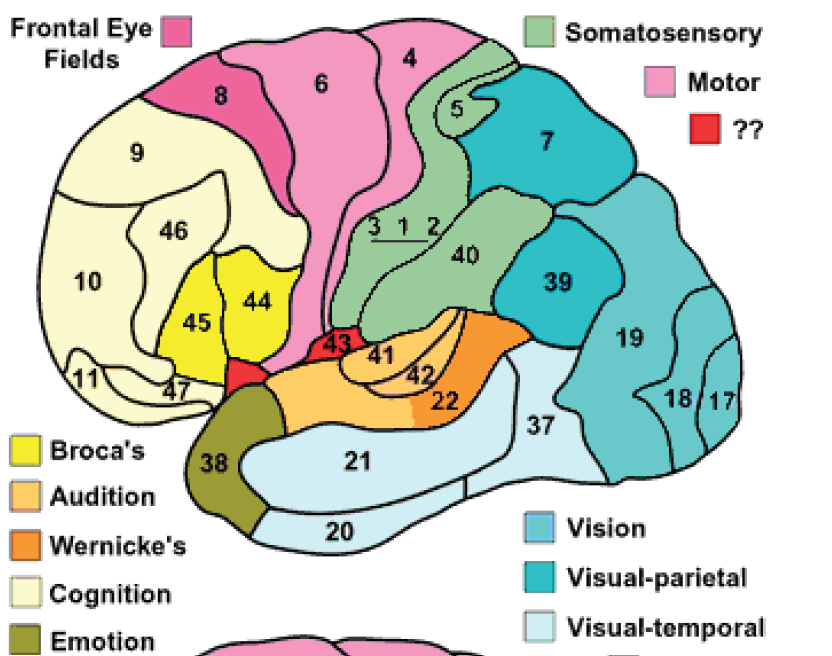 Frontal Eye
Fields
Somatosensory
Motor
??
4
6
8
5
7
9
46
3 1 2
40
10
44
39
45
19
43
41
42
11
47
22
18
17
37
38
21
20
Broca's
Audition
Wernicke's
Cognition
Emotion
Vision
Visual-parietal
Visual-temporal